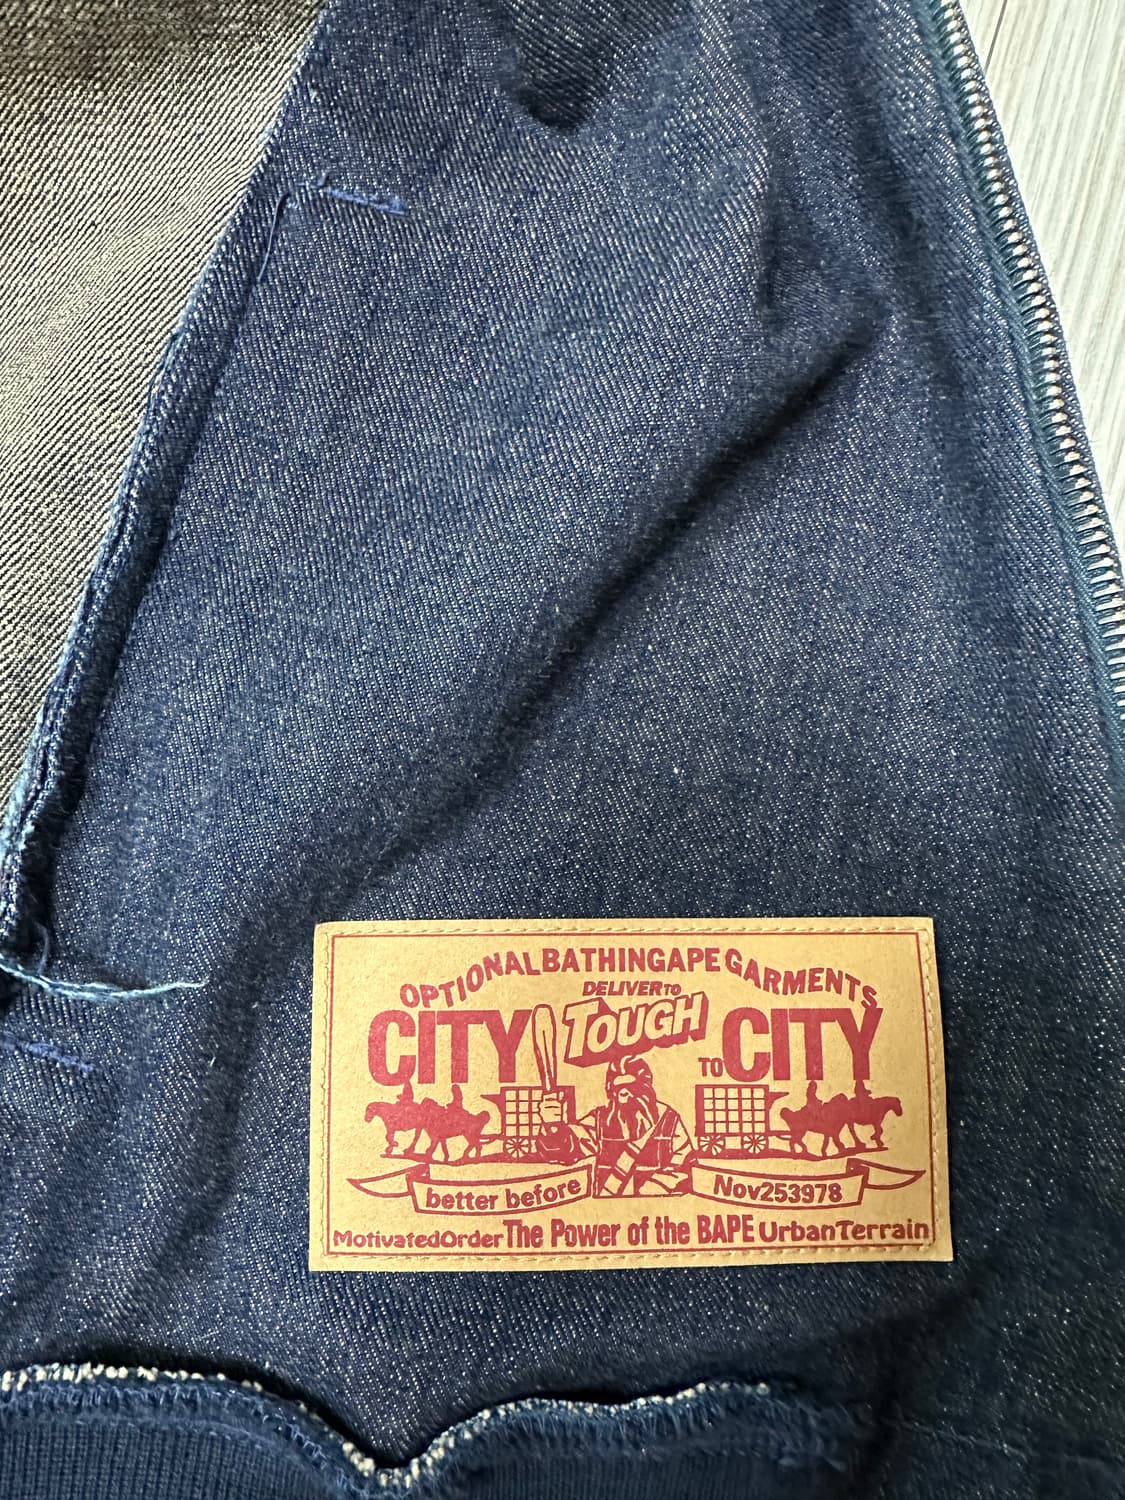 OPTIONAL BATHINGAPE GARMENTS
DELIVER TO
CITY TOUGH TO CITY
better before Nov253978
MotivatedOrder The Power of the BAPE UrbanTerrain